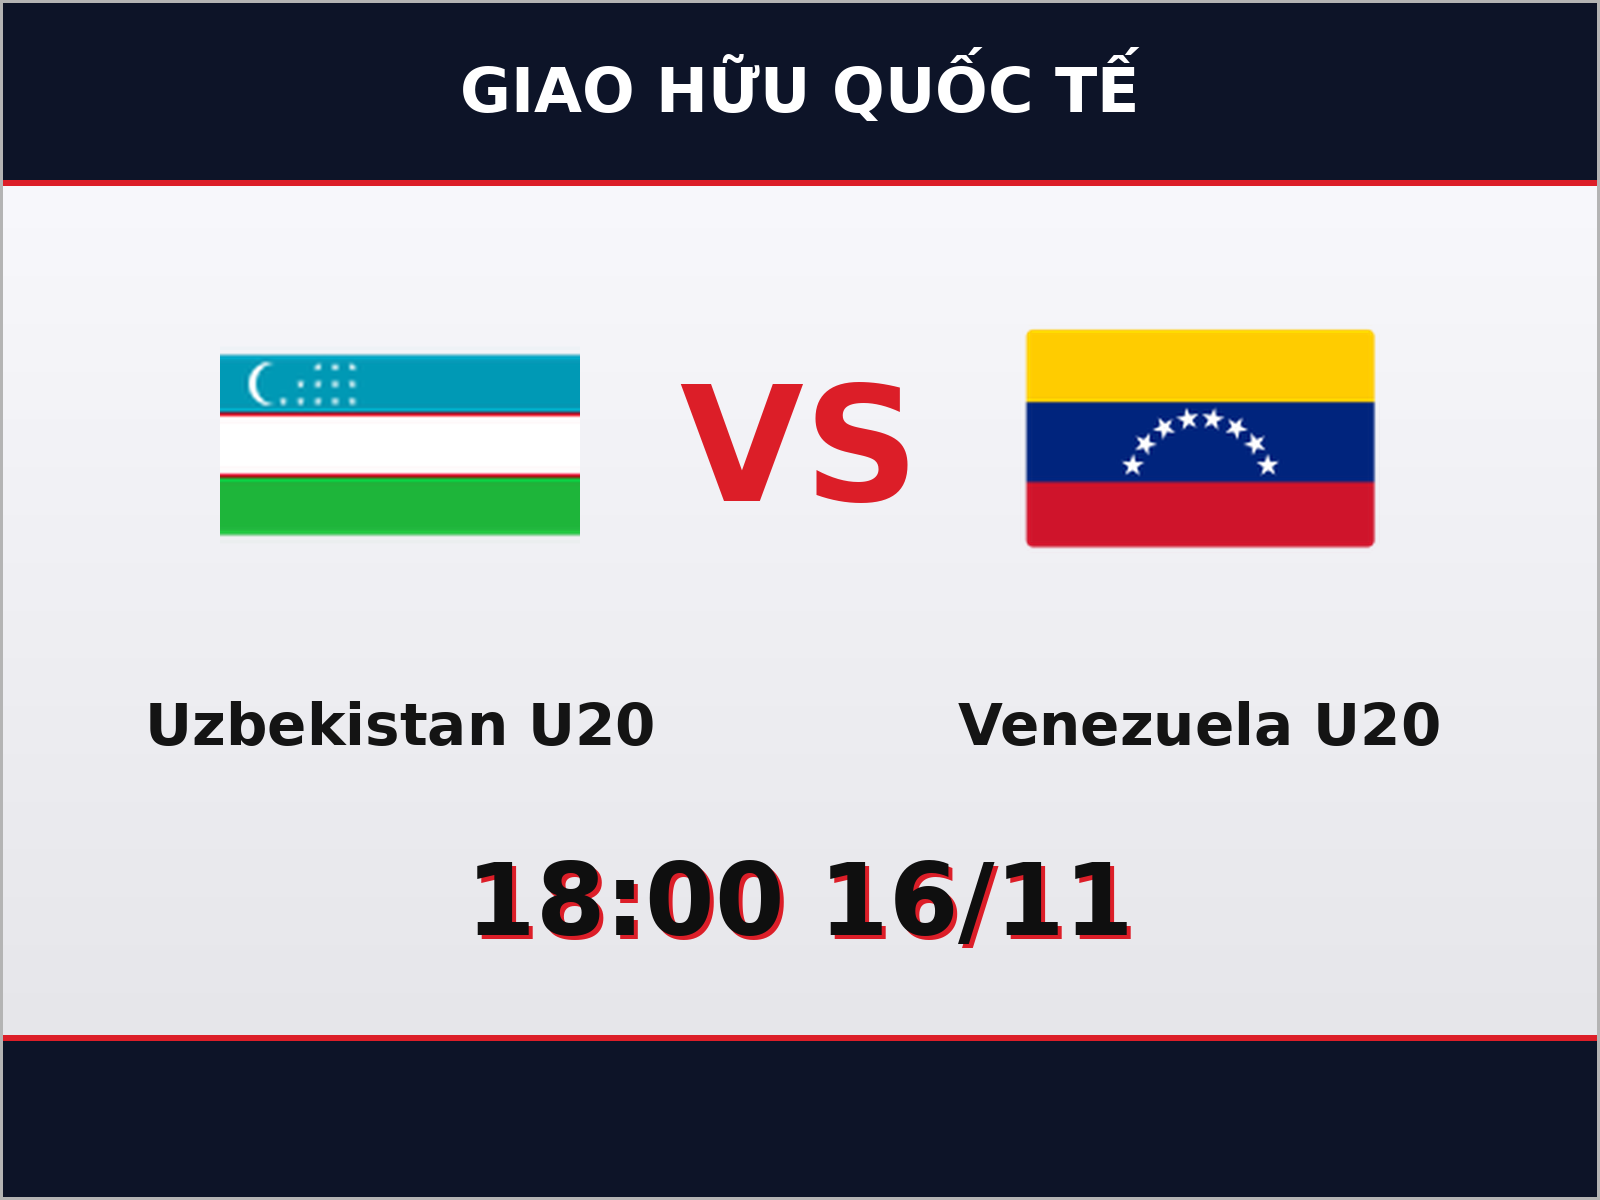 GIAO HỮU QUỐC TẾ
VS
Uzbekistan U20
Venezuela U20
18:00 16/11